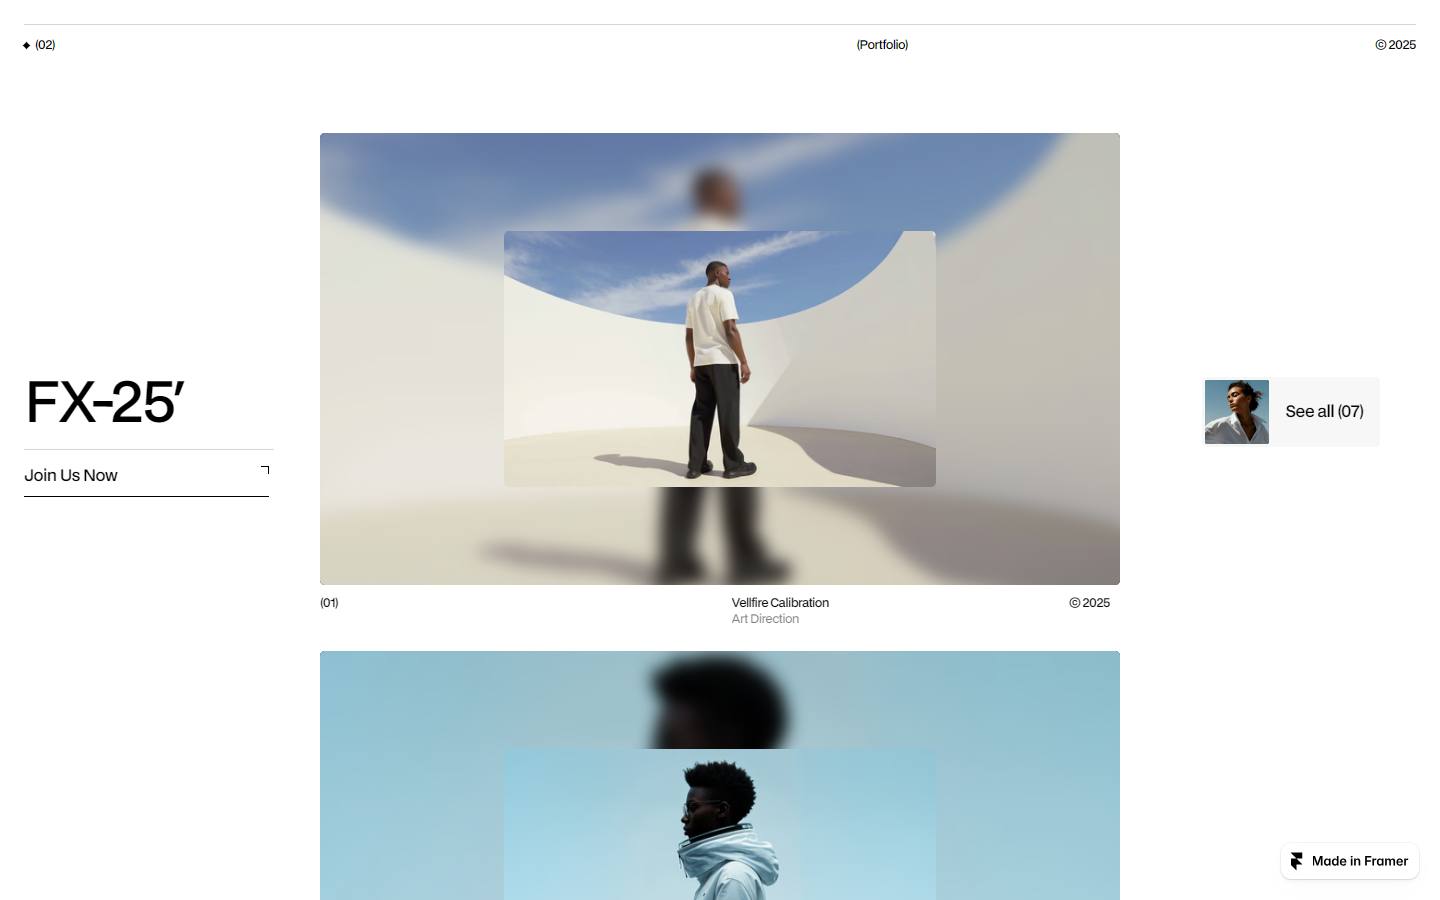 (02)
(Portfolio)
© 2025
FX-25’
Join Us Now
See all (07)
(01)
Vellfire Calibration
© 2025
Art Direction
Made in Framer